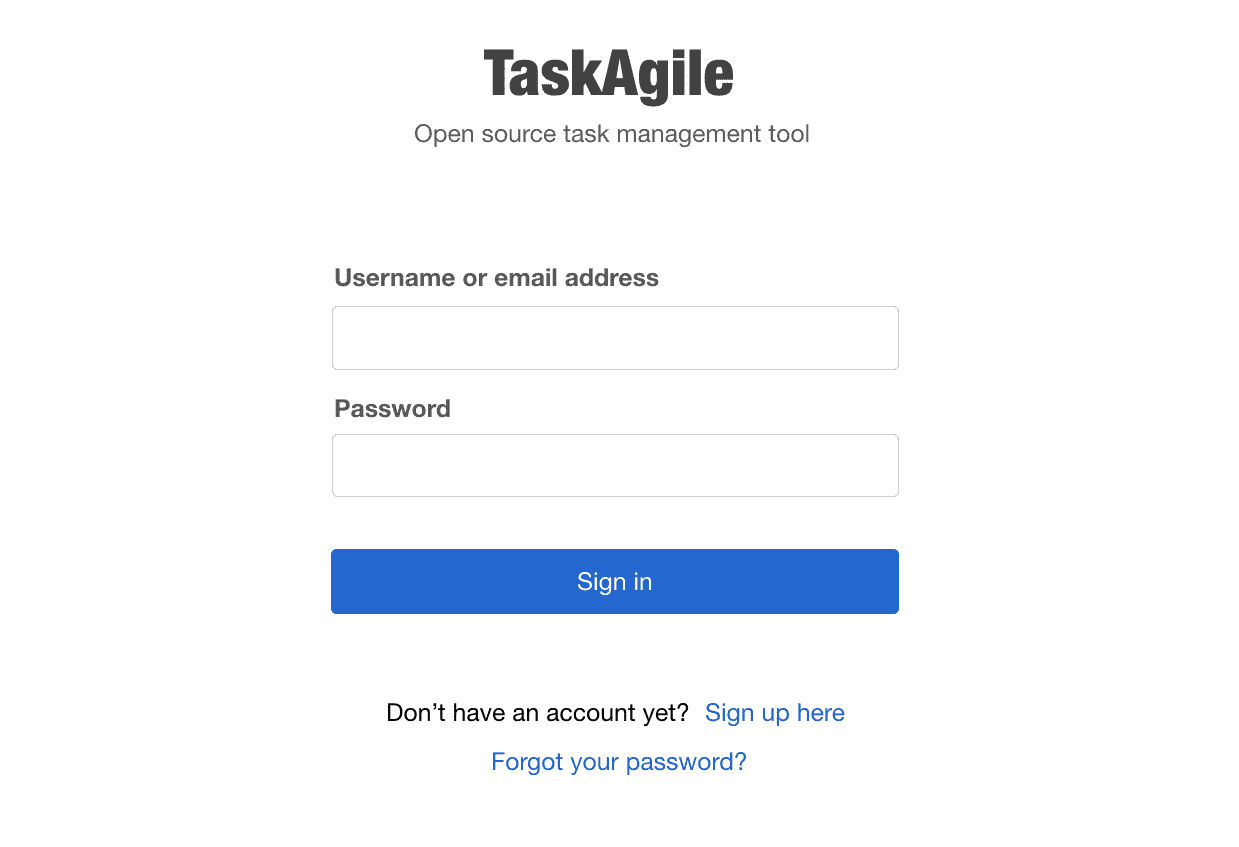 TaskAgile
Open source task management tool
Username or email address
Password
Sign in
Don’t have an account yet? Sign up here
Forgot your password?